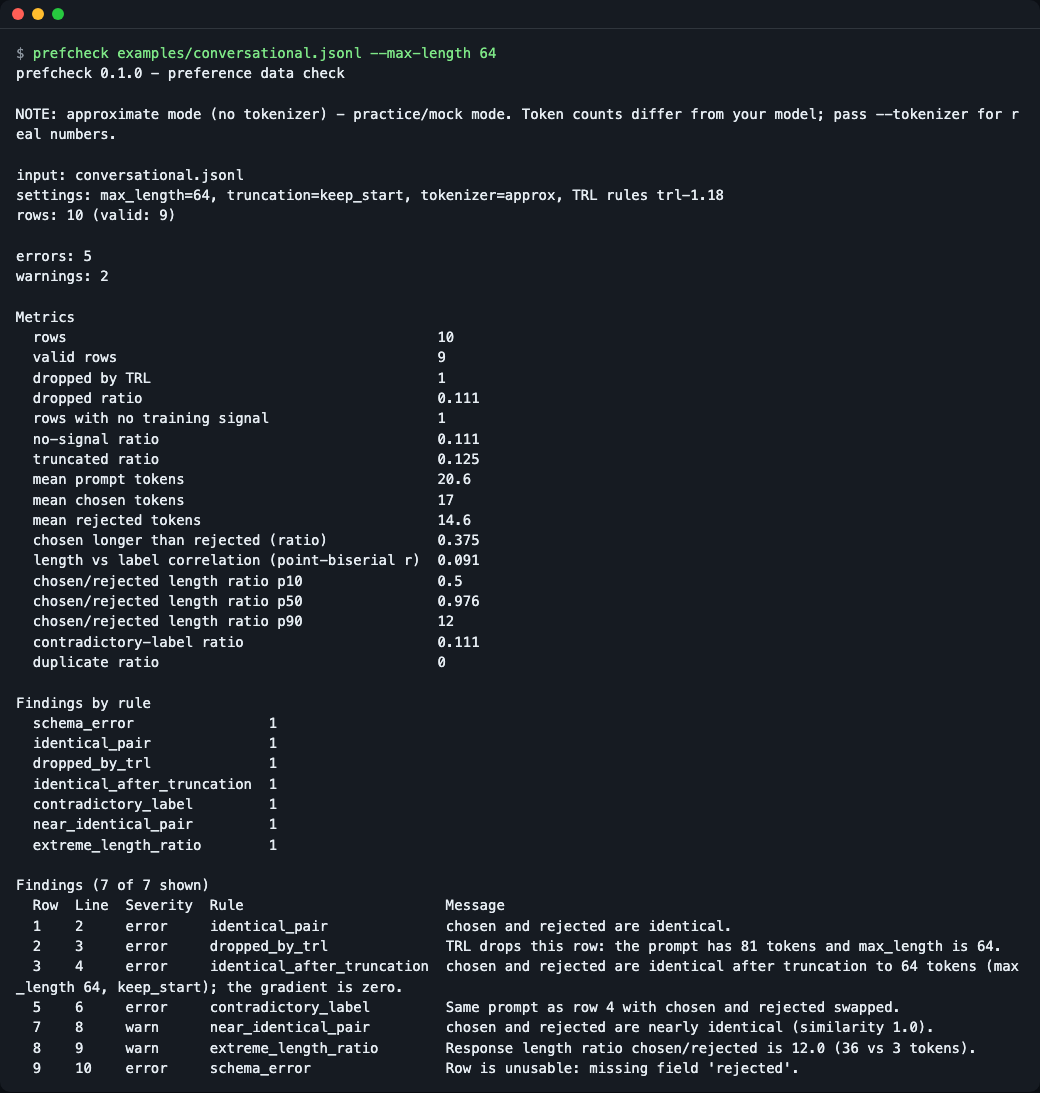 $ prefcheck examples/conversational.jsonl --max-length 64
prefcheck 0.1.0 - preference data check
NOTE: approximate mode (no tokenizer) - practice/mock mode. Token counts differ from your model; pass --tokenizer for r
eal numbers.
input: conversational.jsonl
settings: max_length=64, truncation=keep_start, tokenizer=approx, TRL rules trl-1.18
rows: 10 (valid: 9)
errors: 5
warnings: 2
Metrics
rows 10
valid rows 9
dropped by TRL 1
dropped ratio 0.111
rows with no training signal 1
no-signal ratio 0.111
truncated ratio 0.125
mean prompt tokens 20.6
mean chosen tokens 17
mean rejected tokens 14.6
chosen longer than rejected (ratio) 0.375
length vs label correlation (point-biserial r) 0.091
chosen/rejected length ratio p10 0.5
chosen/rejected length ratio p50 0.976
chosen/rejected length ratio p90 12
contradictory-label ratio 0.111
duplicate ratio 0
Findings by rule
schema_error 1
identical_pair 1
dropped_by_trl 1
identical_after_truncation 1
contradictory_label 1
near_identical_pair 1
extreme_length_ratio 1
Findings (7 of 7 shown)
Row Line Severity Rule Message
1 2 error identical_pair chosen and rejected are identical.
2 3 error dropped_by_trl TRL drops this row: the prompt has 81 tokens and max_length is 64.
3 4 error identical_after_truncation chosen and rejected are identical after truncation to 64 tokens (max
_length 64, keep_start); the gradient is zero.
5 6 error contradictory_label Same prompt as row 4 with chosen and rejected swapped.
7 8 warn near_identical_pair chosen and rejected are nearly identical (similarity 1.0).
8 9 warn extreme_length_ratio Response length ratio chosen/rejected is 12.0 (36 vs 3 tokens).
9 10 error schema_error Row is unusable: missing field 'rejected'.